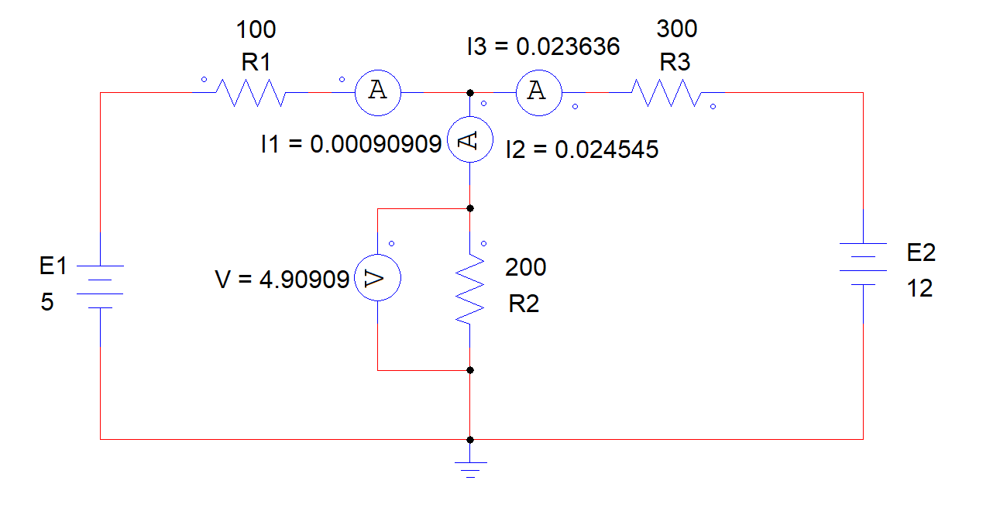 100
R1
I3 = 0.023636
300
R3
A
A
I1 = 0.00090909
A
I2 = 0.024545
E1
5
V = 4.90909
V
200
R2
E2
12